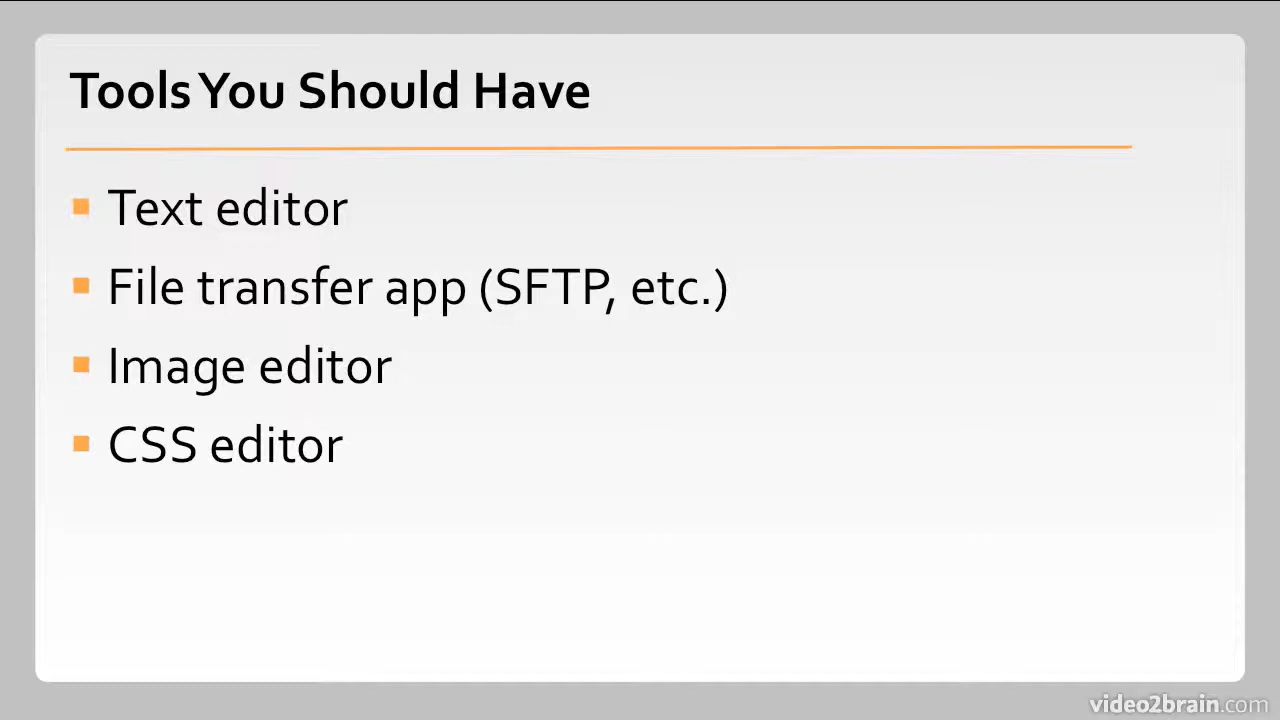 Tools You Should Have
Text editor
File transfer app (SFTP, etc.)
Image editor
CSS editor
video2brain.com